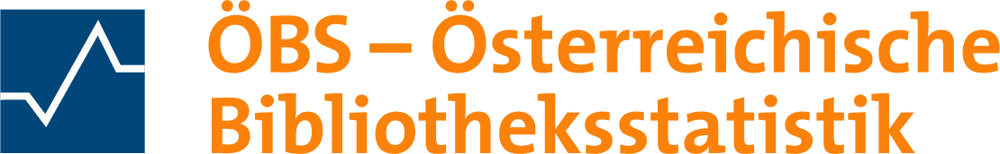 ÖBS – Österreichische
Bibliotheksstatistik